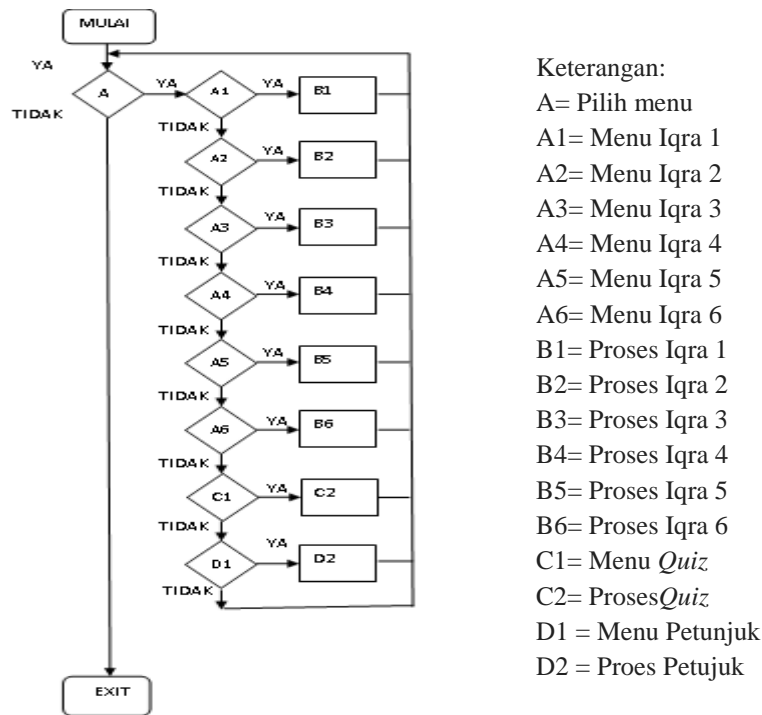 MULAI
YA
A
YA
A1
YA
B1
TIDAK
TIDAK
A2
YA
B2
TIDAK
A3
YA
B3
TIDAK
A4
YA
B4
TIDAK
A5
YA
B5
TIDAK
A6
YA
B6
TIDAK
C1
YA
C2
TIDAK
D1
YA
D2
TIDAK
EXIT
Keterangan:
A= Pilih menu
A1= Menu Iqra 1
A2= Menu Iqra 2
A3= Menu Iqra 3
A4= Menu Iqra 4
A5= Menu Iqra 5
A6= Menu Iqra 6
B1= Proses Iqra 1
B2= Proses Iqra 2
B3= Proses Iqra 3
B4= Proses Iqra 4
B5= Proses Iqra 5
B6= Proses Iqra 6
C1= Menu Quiz
C2= ProsesQuiz
D1 = Menu Petunjuk
D2 = Proes Petujuk